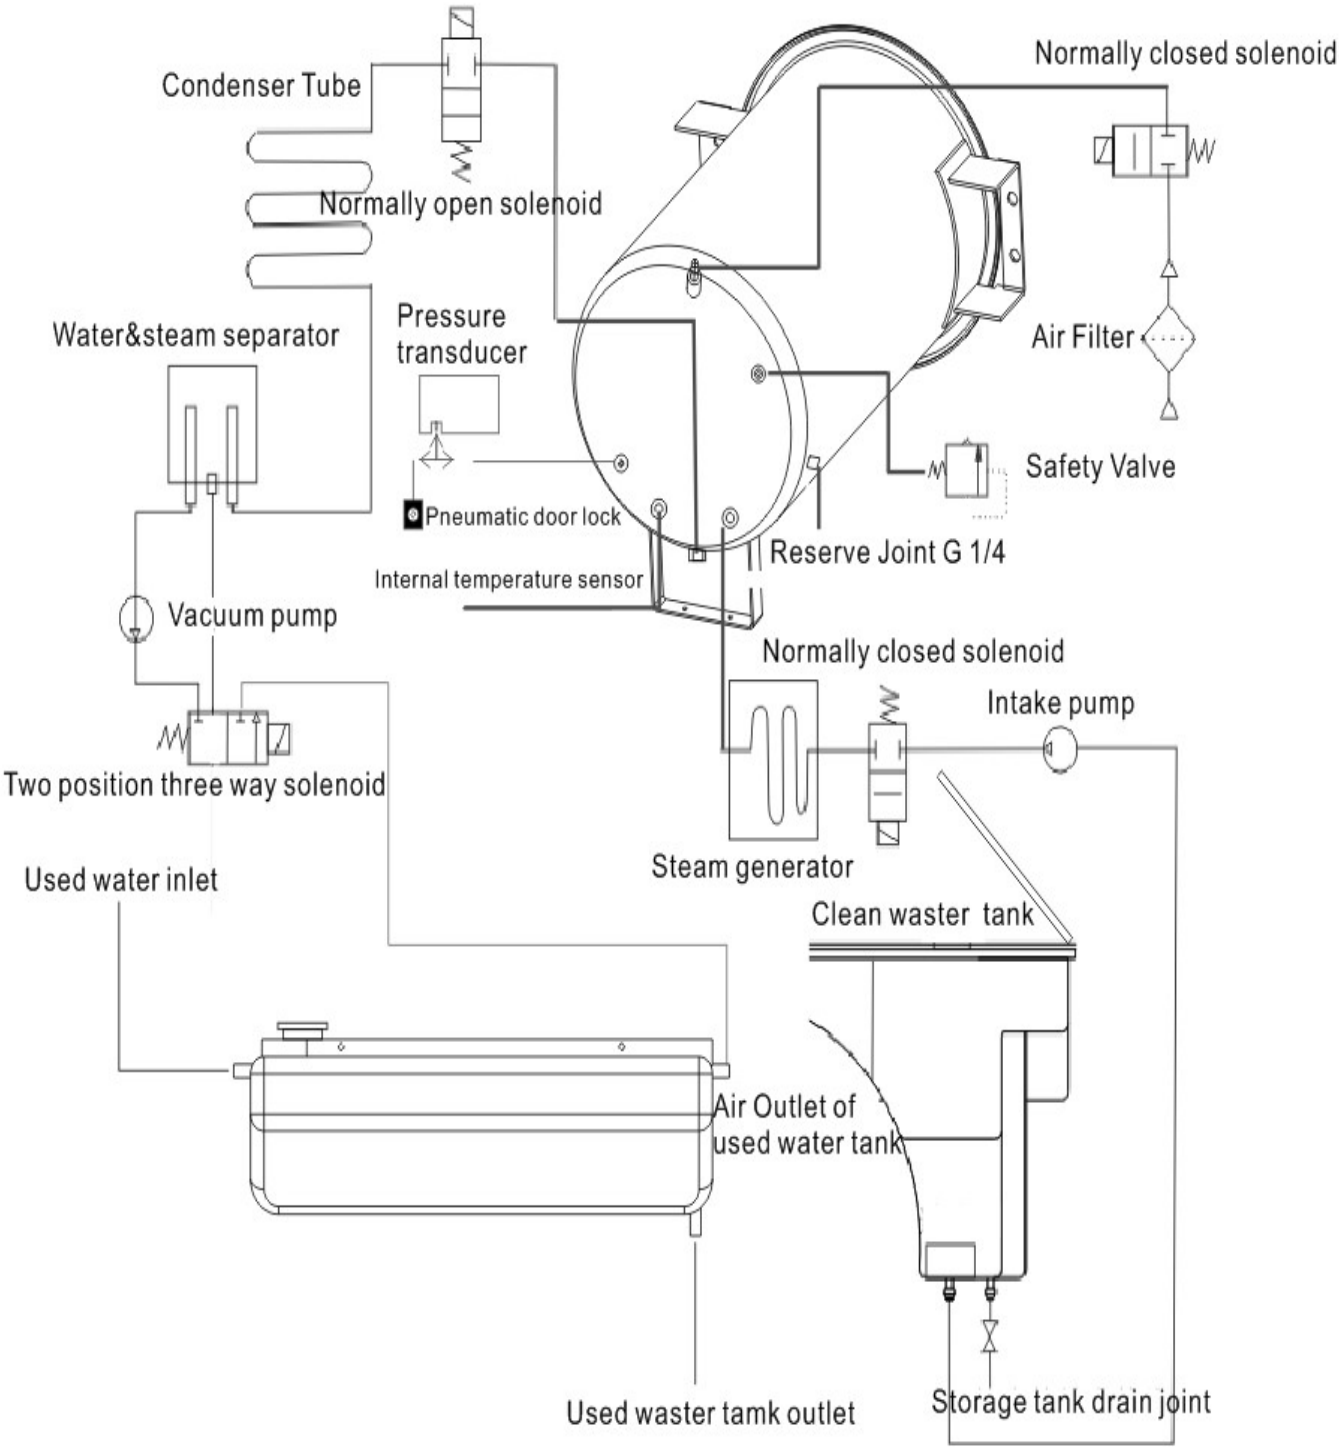 Normally closed solenoid
Condenser Tube
Normally open solenoid
Water&steam separator
Pressure
transducer
Air Filter
Safety Valve
Pneumatic door lock
Reserve Joint G 1/4
Internal temperature sensor
Vacuum pump
Normally closed solenoid
Intake pump
Two position three way solenoid
Steam generator
Used water inlet
Clean waster tank
Air Outlet of
used water tank
Storage tank drain joint
Used waster tamk outlet